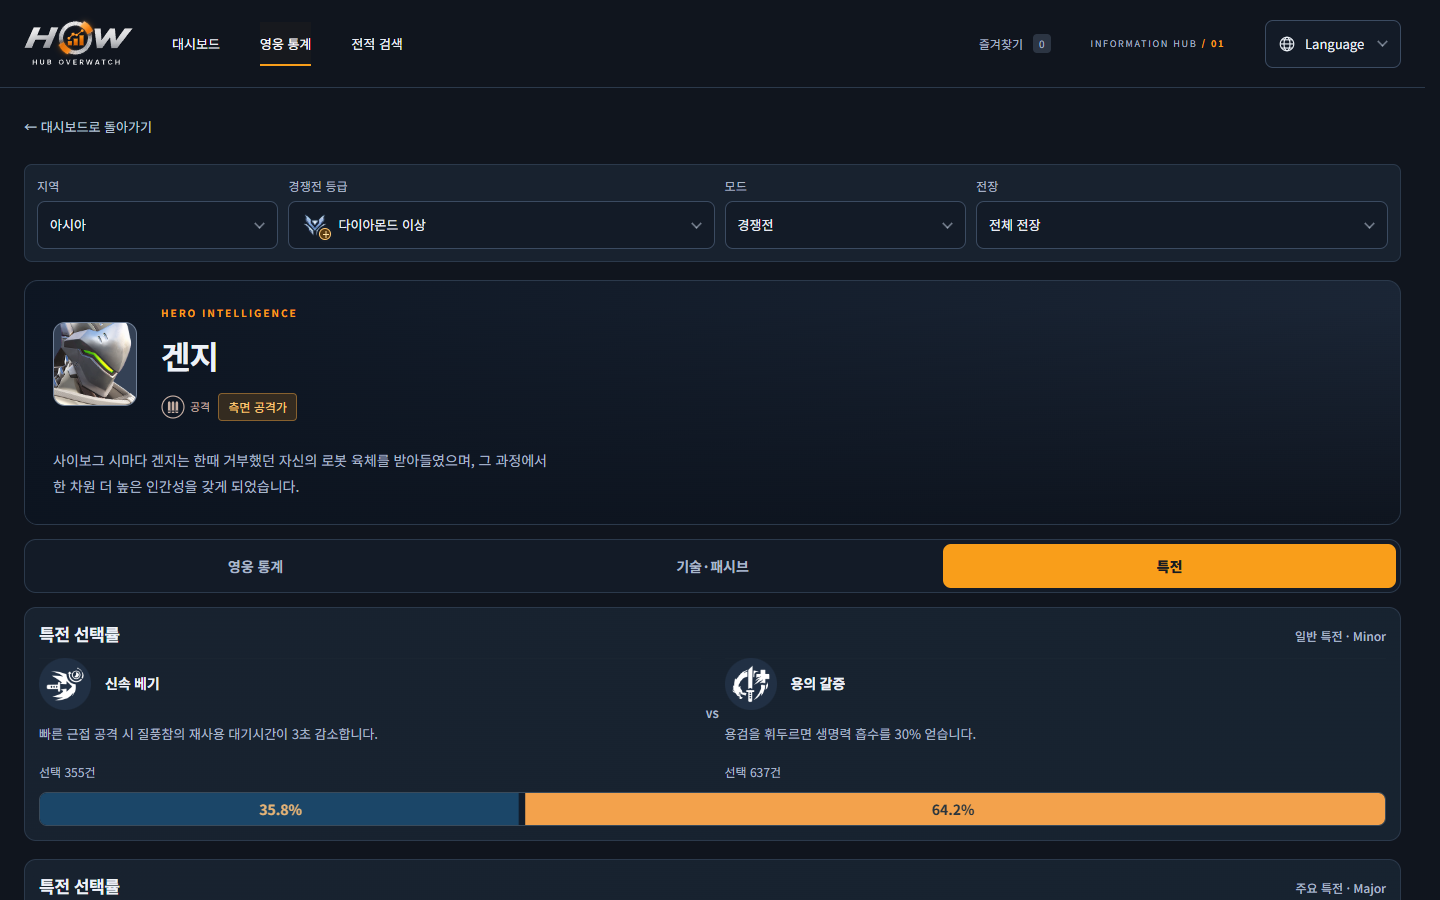 HOW
HUB OVERWATCH
대시보드
영웅 통계
전적 검색
즐겨찾기 0
INFORMATION HUB / 01
Language
← 대시보드로 돌아가기
지역
경쟁전 등급
모드
전장
아시아
다이아몬드 이상
경쟁전
전체 전장
HERO INTELLIGENCE
겐지
공격
측면 공격가
사이보그 시마다 겐지는 한때 거부했던 자신의 로봇 육체를 받아들였으며, 그 과정에서
한 차원 더 높은 인간성을 갖게 되었습니다.
영웅 통계
기술·패시브
특전
특전 선택률
일반 특전 · Minor
신속 베기
빠른 근접 공격 시 질풍참의 재사용 대기시간이 3초 감소합니다.
선택 355건
VS
용의 갈증
용검을 휘두르면 생명력 흡수를 30% 얻습니다.
선택 637건
35.8%
64.2%
특전 선택률
주요 특전 · Major